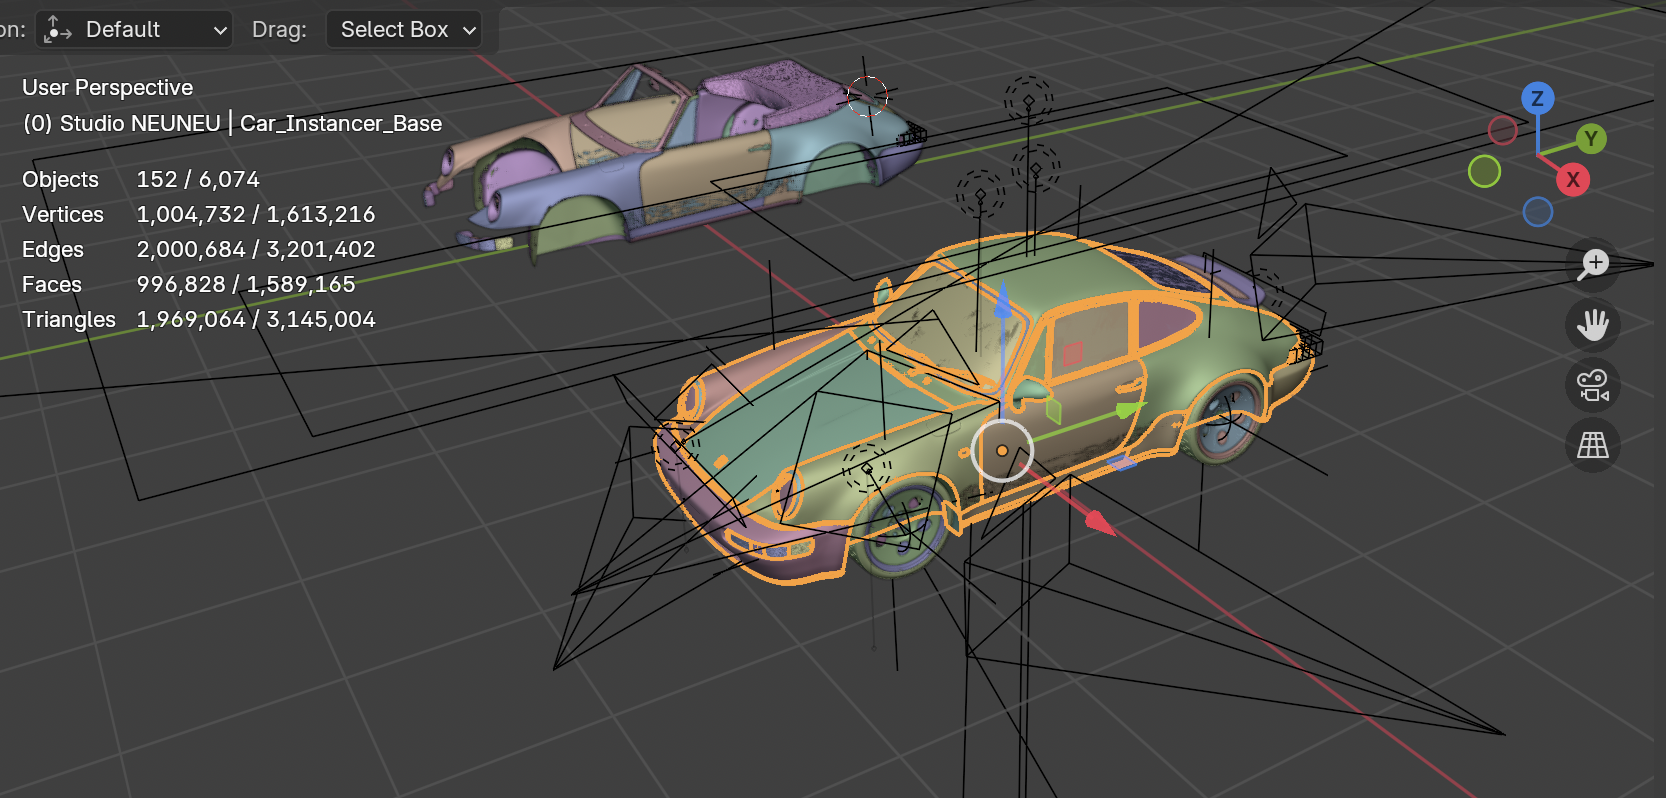 on:
Default
Drag:
Select Box
User Perspective
(0) Studio NEUNEU | Car_Instancer_Base
Objects 152 / 6,074
Vertices 1,004,732 / 1,613,216
Edges 2,000,684 / 3,201,402
Faces 996,828 / 1,589,165
Triangles 1,969,064 / 3,145,004
Z
Y
X